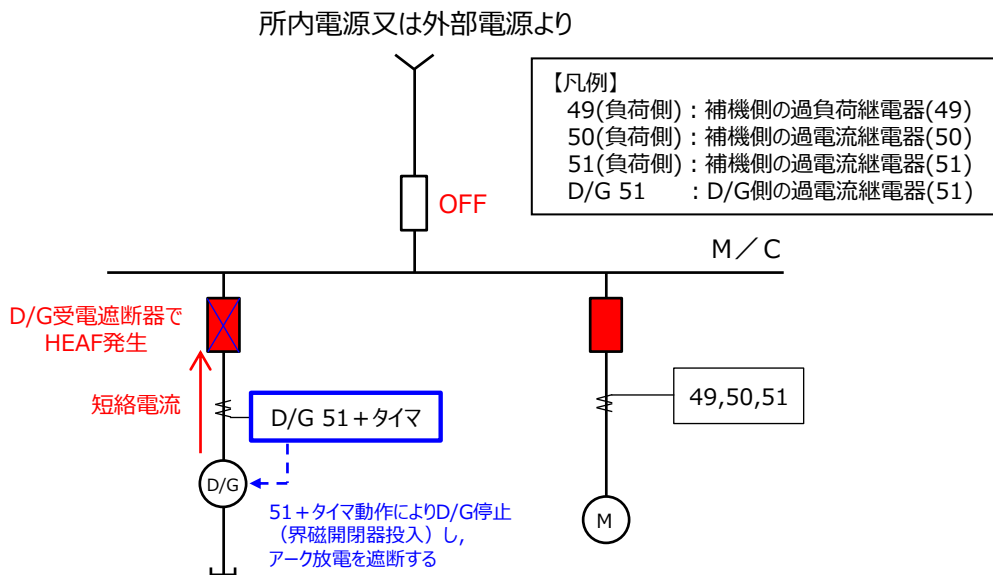 所内電源又は外部電源より
【凡例】
49(負荷側)：補機側の過負荷継電器(49)
50(負荷側)：補機側の過電流継電器(50)
51(負荷側)：補機側の過電流継電器(51)
D/G 51　：D/G側の過電流継電器(51)
OFF
M／C
D/G受電遮断器で
HEAF発生
短絡電流
D/G 51＋タイマ
49,50,51
D/G
51＋タイマ動作によりD/G停止
（界磁開閉器投入）し,
アーク放電を遮断する
M